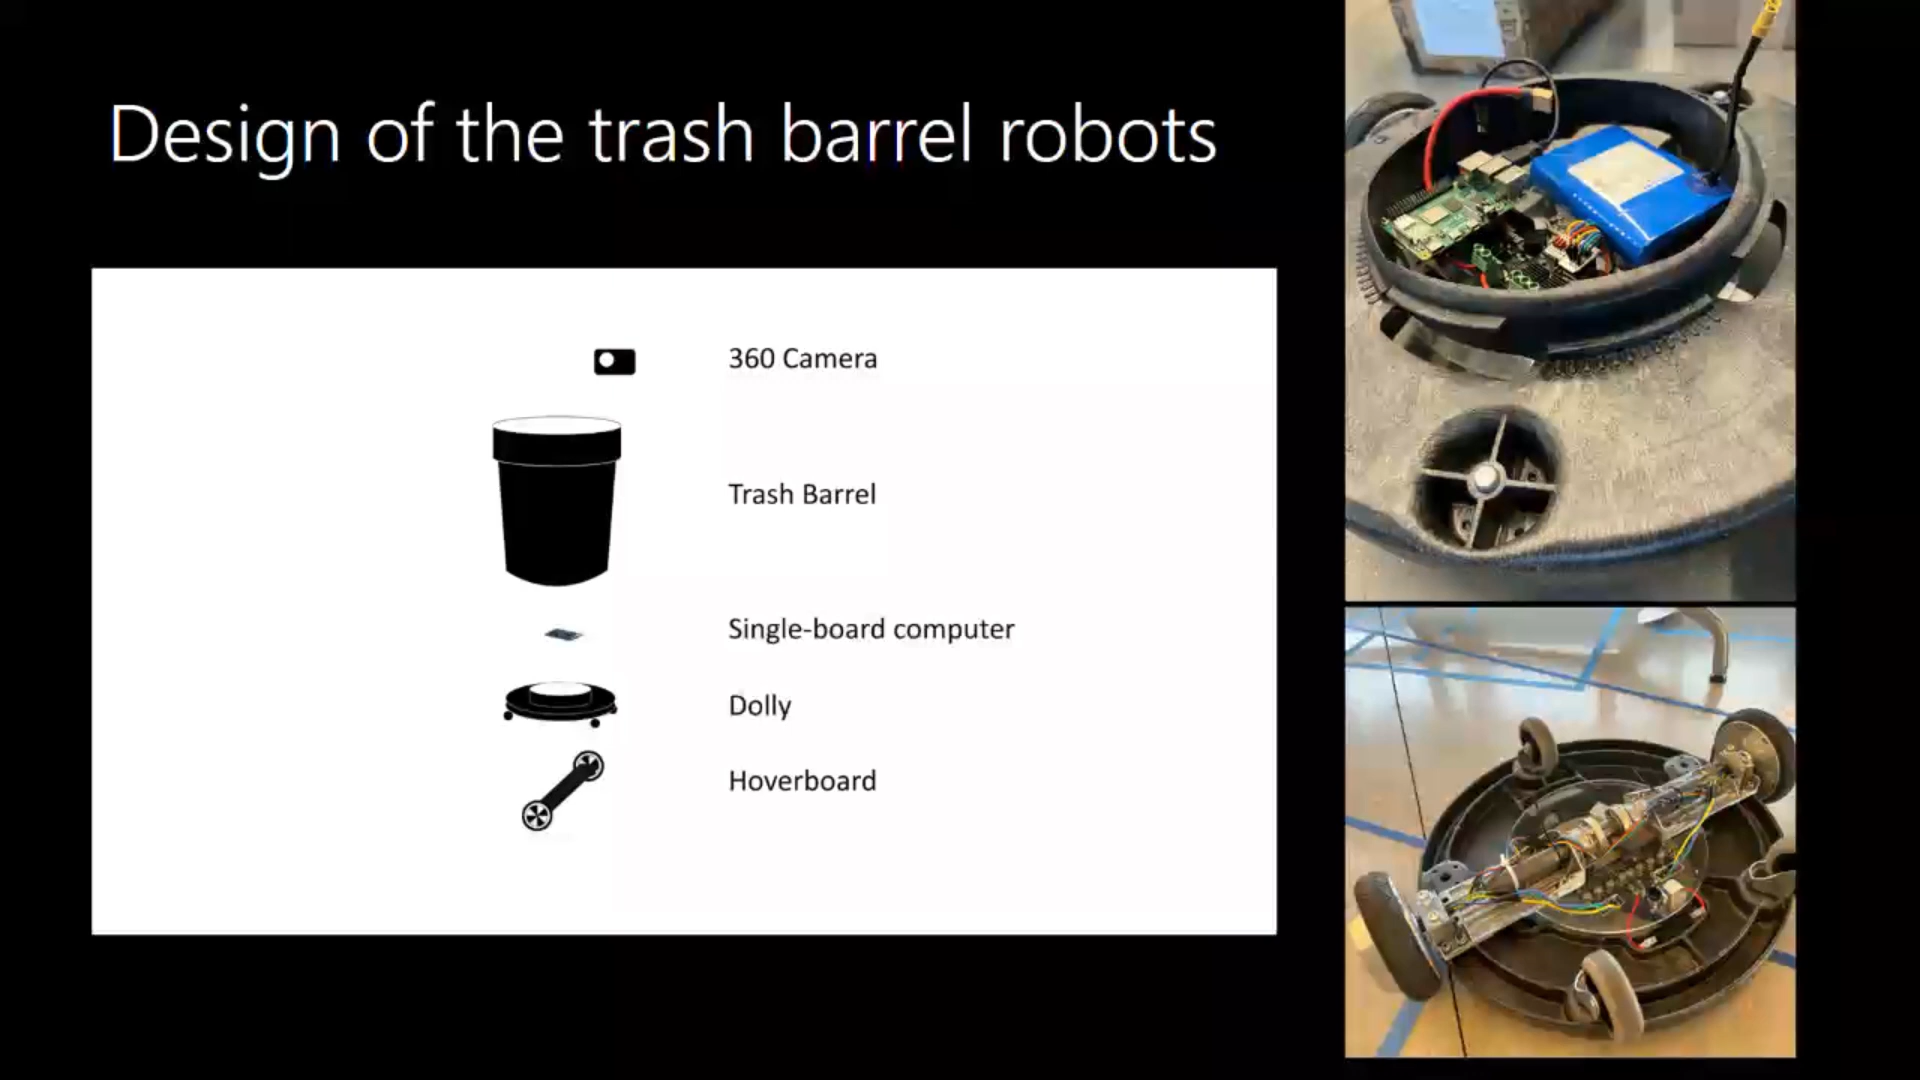 Design of the trash barrel robots
360 Camera
Trash Barrel
Single-board computer
Dolly
Hoverboard